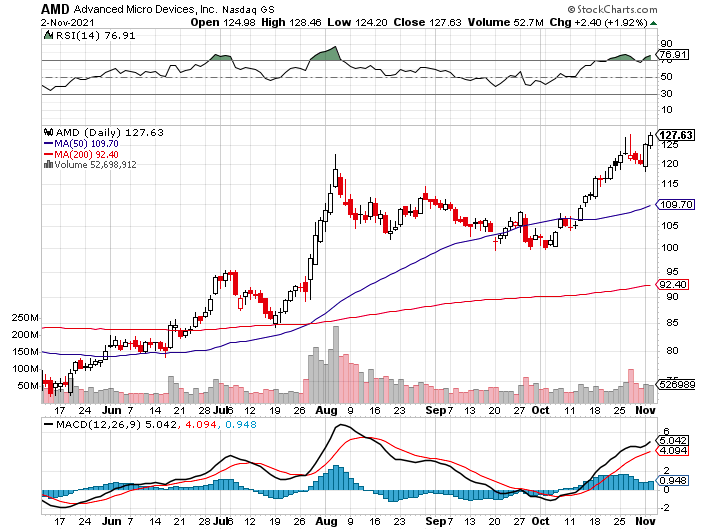 AMD Advanced Micro Devices, Inc. Nasdaq GS © StockCharts.com
2-Nov-2021 Open 124.98 High 128.46 Low 124.20 Close 127.63 Volume 52.7M Chg +2.40 (+1.92%)
RSI(14) 76.91
90
76.91
70
50
30
10
AMD (Daily) 127.63
MA(50) 109.70
MA(200) 92.40
Volume 52,698,912
127.63
125
120
115
109.70
105
100
95
92.40
90
85
80
75
526989
250M
200M
150M
100M
50M
17 24 Jun 7 14 21 28 Jul 6 12 19 26 Aug 9 16 23 Sep 7 13 20 27 Oct 11 18 25 Nov
MACD(12,26,9) 5.042, 4.094, 0.948
6
5.042
4.094
2
0.948
0
-1
-2
17 24 Jun 7 14 21 28 Jul 6 12 19 26 Aug 9 16 23 Sep 7 13 20 27 Oct 11 18 25 Nov